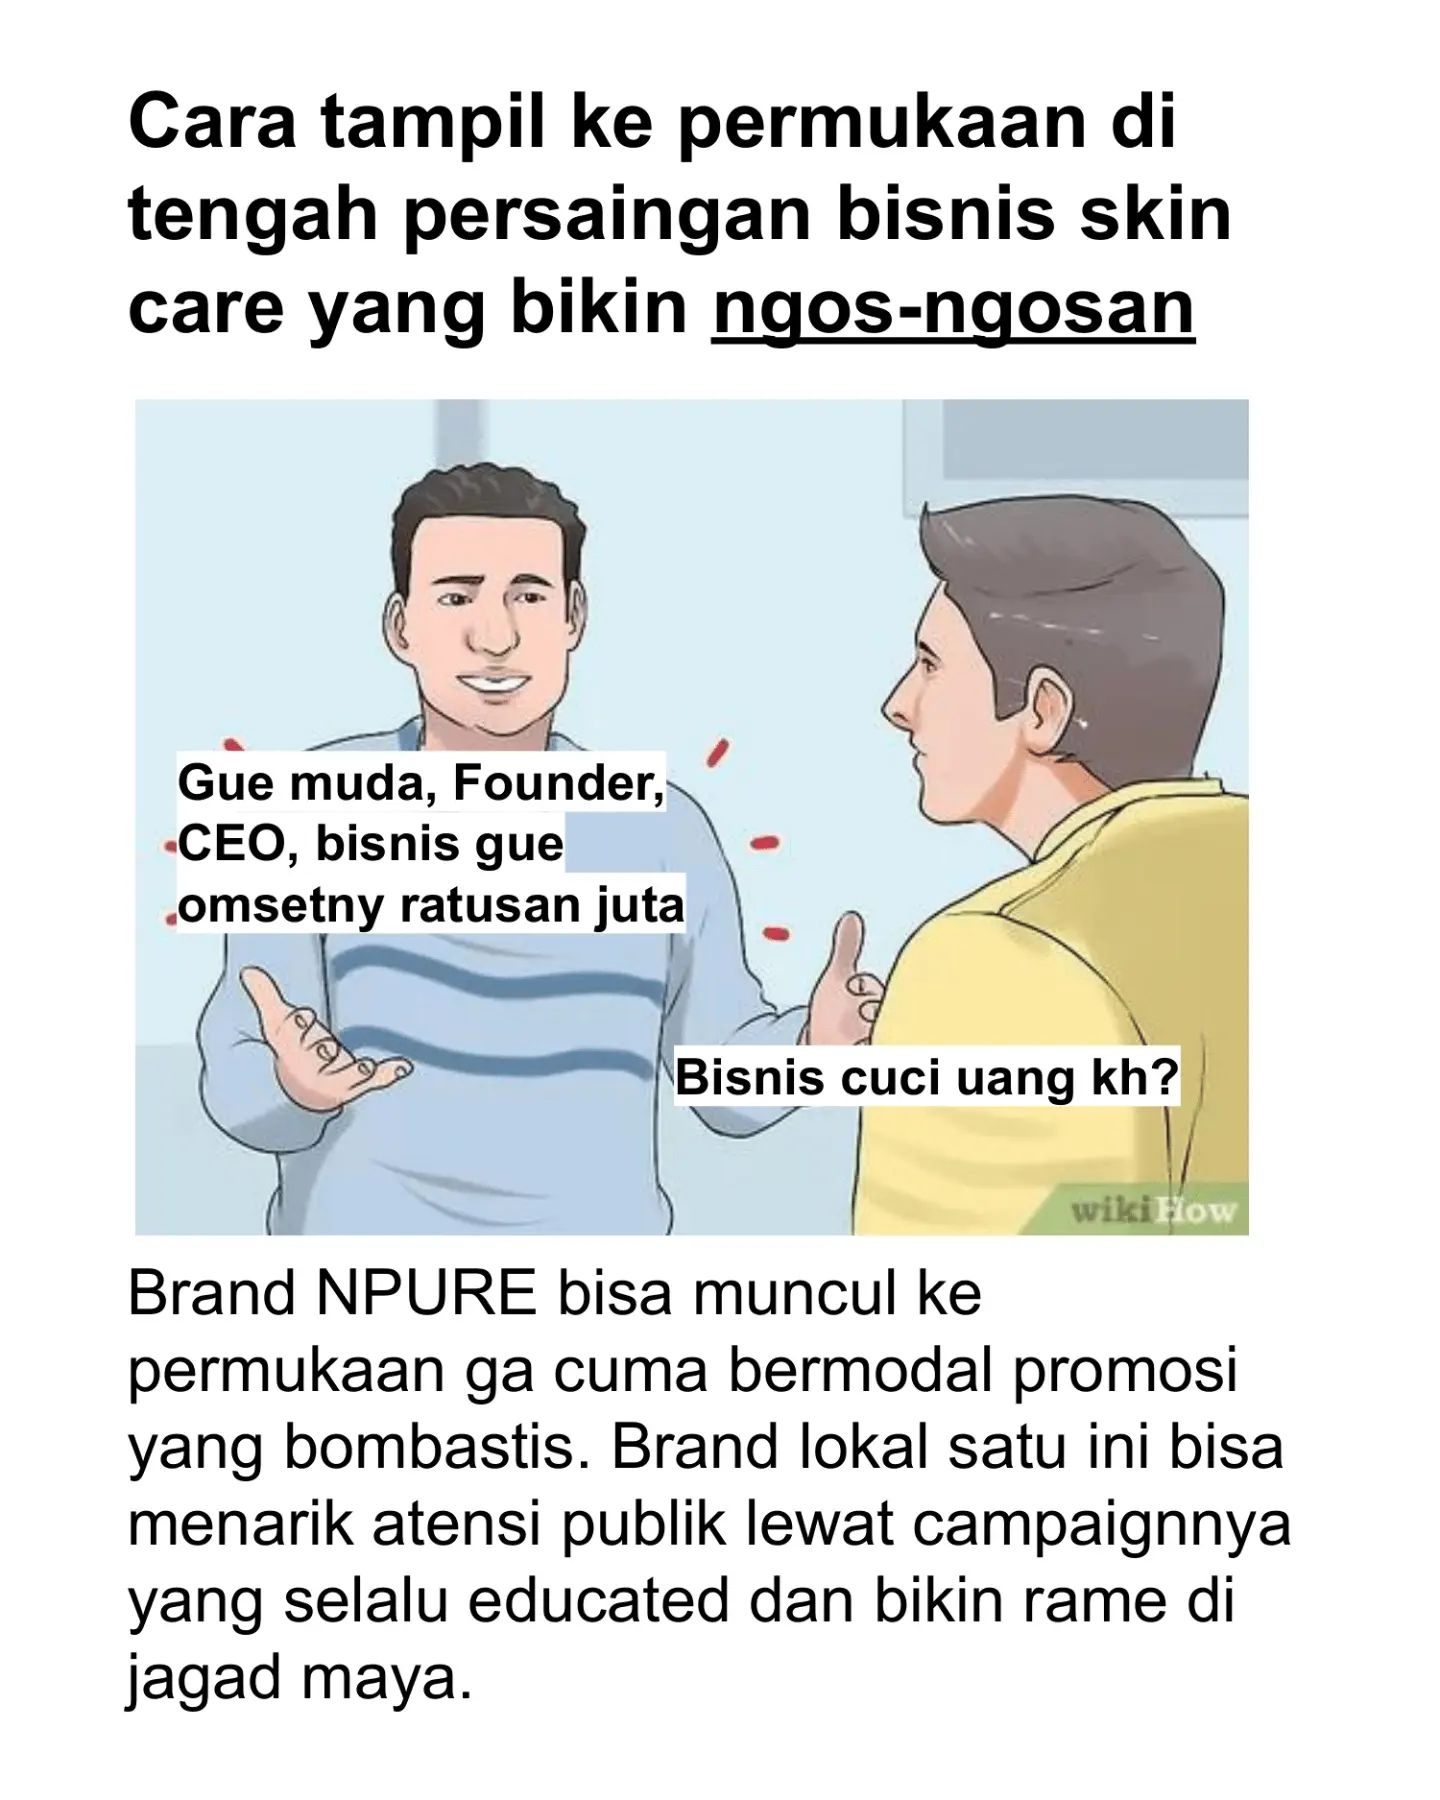 Cara tampil ke permukaan di
tengah persaingan bisnis skin
care yang bikin ngos-ngosan
Gue muda, Founder,
CEO, bisnis gue
omsetny ratusan juta
Bisnis cuci uang kh?
wikiHow
Brand NPURE bisa muncul ke
permukaan ga cuma bermodal promosi
yang bombastis. Brand lokal satu ini bisa
menarik atensi publik lewat campaignnya
yang selalu educated dan bikin rame di
jagad maya.